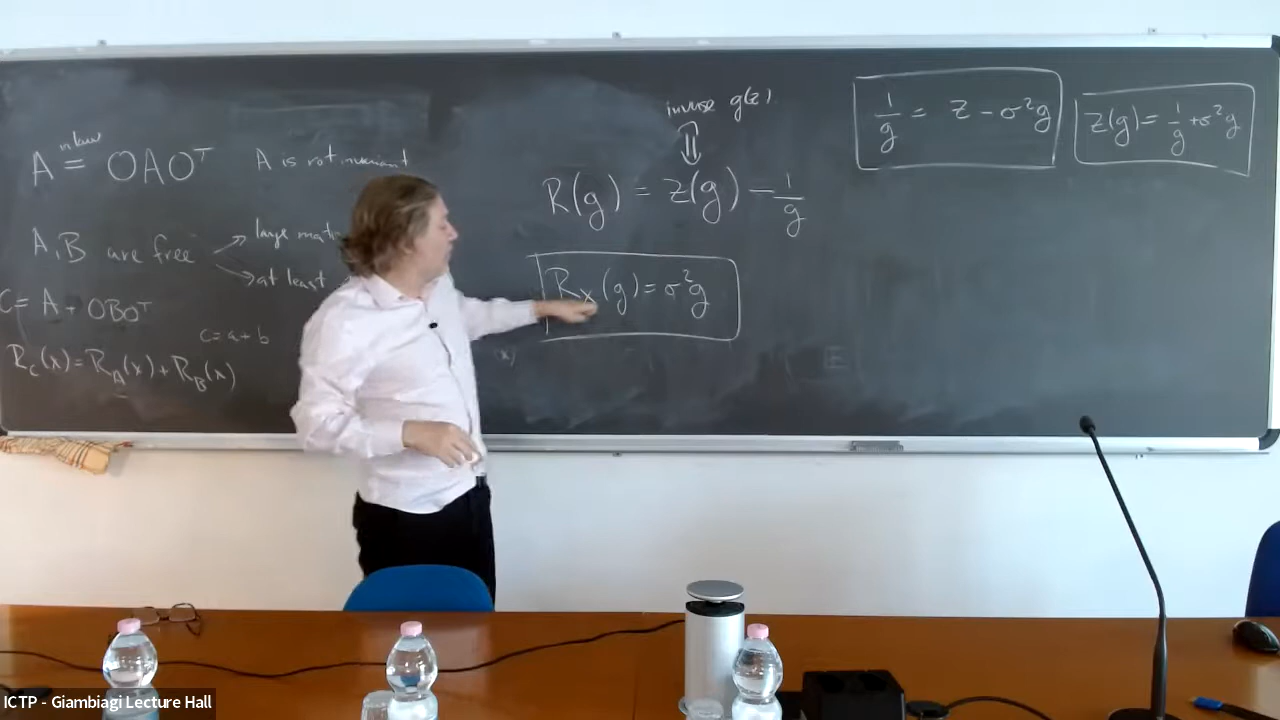 A =^{in law} OAO^T
A is rot invariant
A, B are free
large mat
at least
C = A + OBO^T
c = a + b
R_C(x) = R_A(x) + R_B(x)
inverse g(z)
⇓
R(g) = z(g) - 1/g
R_X(g) = σ²g
1/g = z - σ²g
z(g) = 1/g + σ²g
ICTP - Giambiagi Lecture Hall